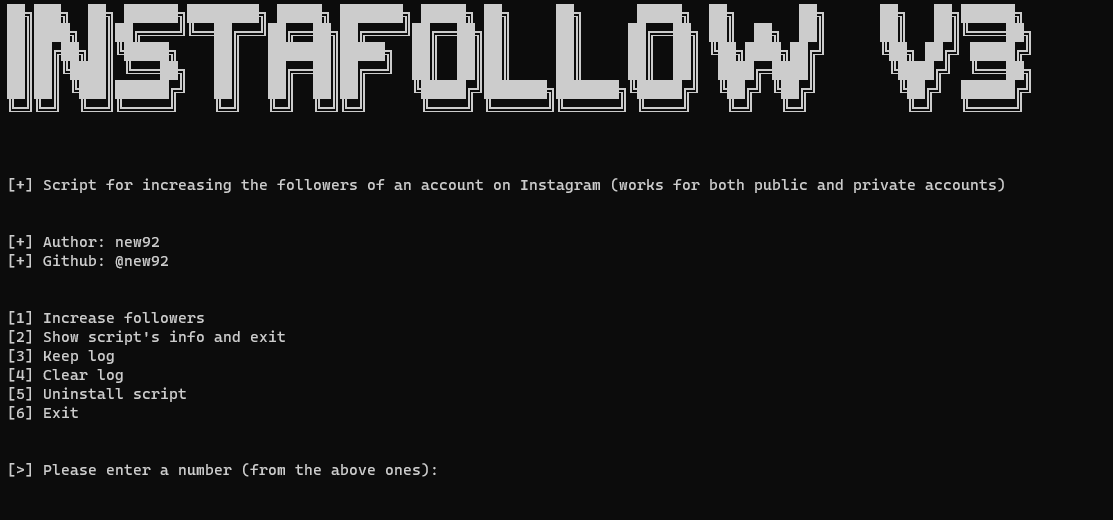 INSTAFOLLOW V3
[+] Script for increasing the followers of an account on Instagram (works for both public and private accounts)
[+] Author: new92
[+] Github: @new92
[1] Increase followers
[2] Show script's info and exit
[3] Keep log
[4] Clear log
[5] Uninstall script
[6] Exit
[>] Please enter a number (from the above ones):